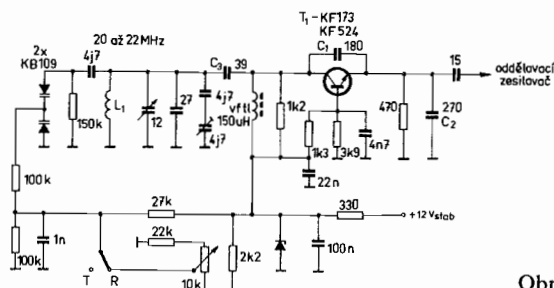 T₁-KF173
KF524
20 až 22MHz
2x
KB109
4j7
C₃ 39
C₁ 180
15
oddělovací
zesilovač
150k
L₁
12
27
4j7
4j7
vf tl
150uH
1k2
1k3
3k9
4n7
470
270
C₂
22n
100k
27k
330
+12 Vstab
100k
1n
22k
2k2
100n
T
R
10k
Obr